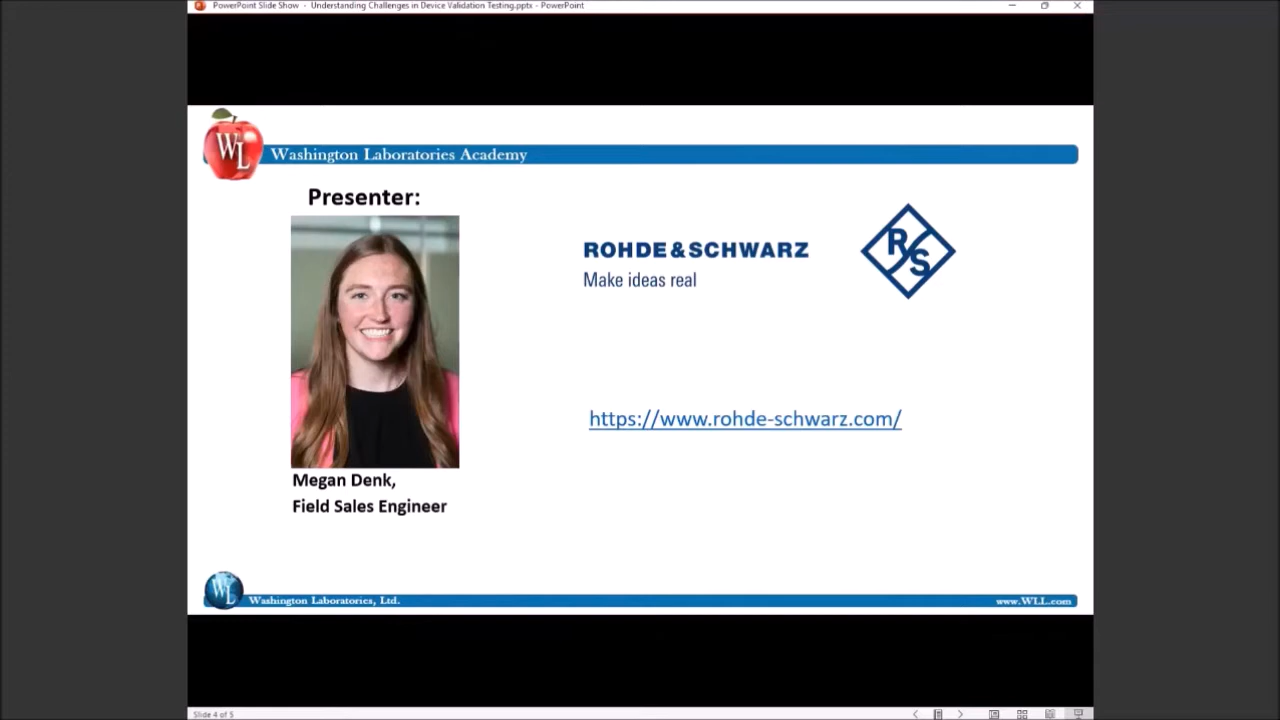 PowerPoint Slide Show - Understanding Challenges in Device Validation Testing.pptx - PowerPoint
WL
Washington Laboratories Academy
Presenter:
ROHDE & SCHWARZ
Make ideas real
R S
https://www.rohde-schwarz.com/
Megan Denk,
Field Sales Engineer
WL
Washington Laboratories, Ltd.
www.WLL.com
Slide 4 of 5